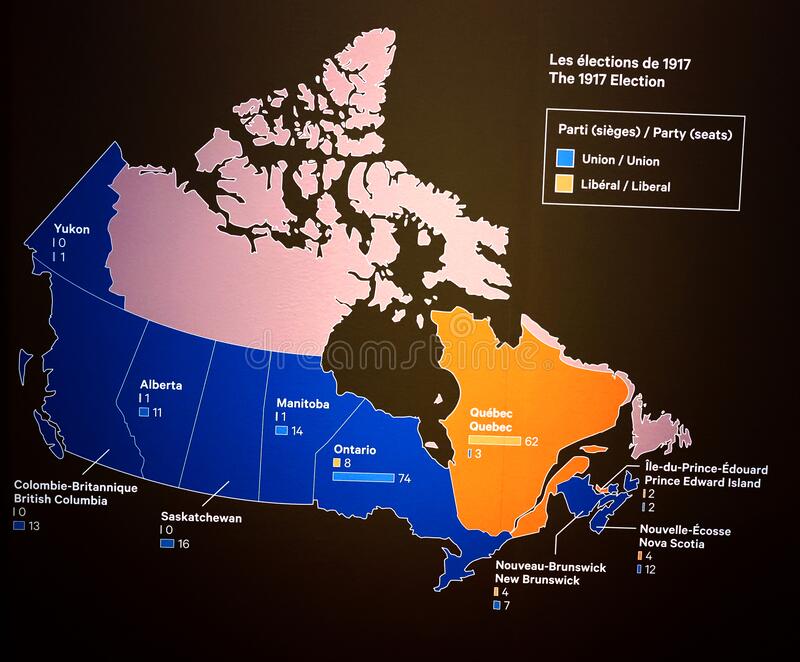 Les élections de 1917
The 1917 Election
Parti (sièges) / Party (seats)
Union / Union
Libéral / Liberal
Yukon
0
1
Alberta
1
11
Manitoba
1
14
Ontario
8
74
Québec
Quebec
62
3
Colombie-Britannique
British Columbia
0
13
Saskatchewan
0
16
Île-du-Prince-Édouard
Prince Edward Island
2
2
Nouvelle-Écosse
Nova Scotia
4
12
Nouveau-Brunswick
New Brunswick
4
7
dreamstime